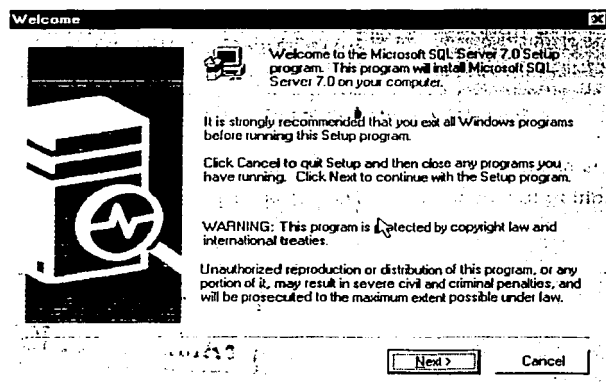 Welcome
Welcome to the Microsoft SQL Server 7.0 Setup
program. This program will install Microsoft SQL
Server 7.0 on your computer.
It is strongly recommended that you exit all Windows programs
before running this Setup program.
Click Cancel to quit Setup and then close any programs you
have running. Click Next to continue with the Setup program.
WARNING: This program is protected by copyright law and
international treaties.
Unauthorized reproduction or distribution of this program, or any
portion of it, may result in severe civil and criminal penalties, and
will be prosecuted to the maximum extent possible under law.
Next >
Cancel